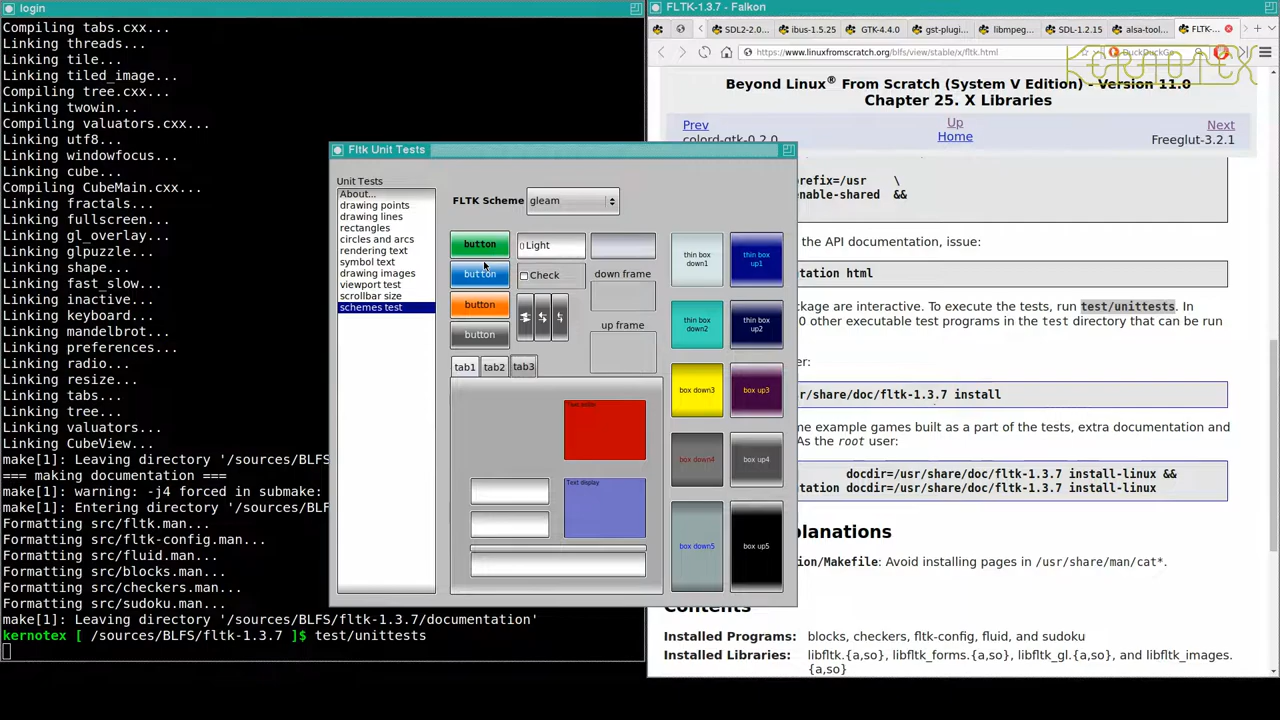 login
Compiling tabs.cxx...
Linking threads...
Linking tile...
Linking tiled_image...
Compiling tree.cxx...
Linking twowin...
Compiling valuators.cxx...
Linking utf8...
Linking windowfocus...
Linking cube...
Compiling CubeMain.cxx...
Linking fractals...
Linking fullscreen...
Linking gl_overlay...
Linking glpuzzle...
Linking shape...
Linking fast_slow...
Linking inactive...
Linking keyboard...
Linking mandelbrot...
Linking preferences...
Linking radio...
Linking resize...
Linking tabs...
Linking tree...
Linking valuators...
Linking CubeView...
make[1]: Leaving directory '/sources/BLFS/
=== making documentation ===
make[1]: warning: -j4 forced in submake:
make[1]: Entering directory '/sources/BLFS/
Formatting src/fltk.man...
Formatting src/fltk-config.man...
Formatting src/fluid.man...
Formatting src/blocks.man...
Formatting src/checkers.man...
Formatting src/sudoku.man...
make[1]: Leaving directory '/sources/BLFS/fltk-1.3.7/documentation'
kernotex [ /sources/BLFS/fltk-1.3.7 ]$ test/unittests
Fltk Unit Tests
Unit Tests
About...
drawing points
drawing lines
rectangles
circles and arcs
rendering text
symbol text
drawing images
viewport test
scrollbar size
schemes test
FLTK Scheme gleam
button
button
button
button
Light
Check
down frame
up frame
tab1 tab2 tab3
Text display
thin box down1
thin box up1
thin box down2
thin box up2
box down3
box up3
box down4
box up4
box down5
box up5
FLTK-1.3.7 - Falkon
SDL2-2.0... ibus-1.5.25 GTK-4.4.0 gst-plugi... libmpeg... SDL-1.2.15 alsa-tool... FLTK-...
https://www.linuxfromscratch.org/blfs/view/stable/x/fltk.html
DuckDuckGo
KERNOTEX
Beyond Linux® From Scratch (System V Edition) - Version 11.0
Chapter 25. X Libraries
Prev Up Next
colord-gtk-0.2.0 Home Freeglut-3.2.1
prefix=/usr \
enable-shared &&
the API documentation, issue:
tation html
package are interactive. To execute the tests, run test/unittests. In
0 other executable test programs in the test directory that can be run
er:
r/share/doc/fltk-1.3.7 install
me example games built as a part of the tests, extra documentation and
As the root user:
docdir=/usr/share/doc/fltk-1.3.7 install-linux &&
tation docdir=/usr/share/doc/fltk-1.3.7 install-linux
planations
ion/Makefile: Avoid installing pages in /usr/share/man/cat*.
Contents
Installed Programs: blocks, checkers, fltk-config, fluid, and sudoku
Installed Libraries: libfltk.{a,so}, libfltk_forms.{a,so}, libfltk_gl.{a,so}, and libfltk_images.
{a,so}